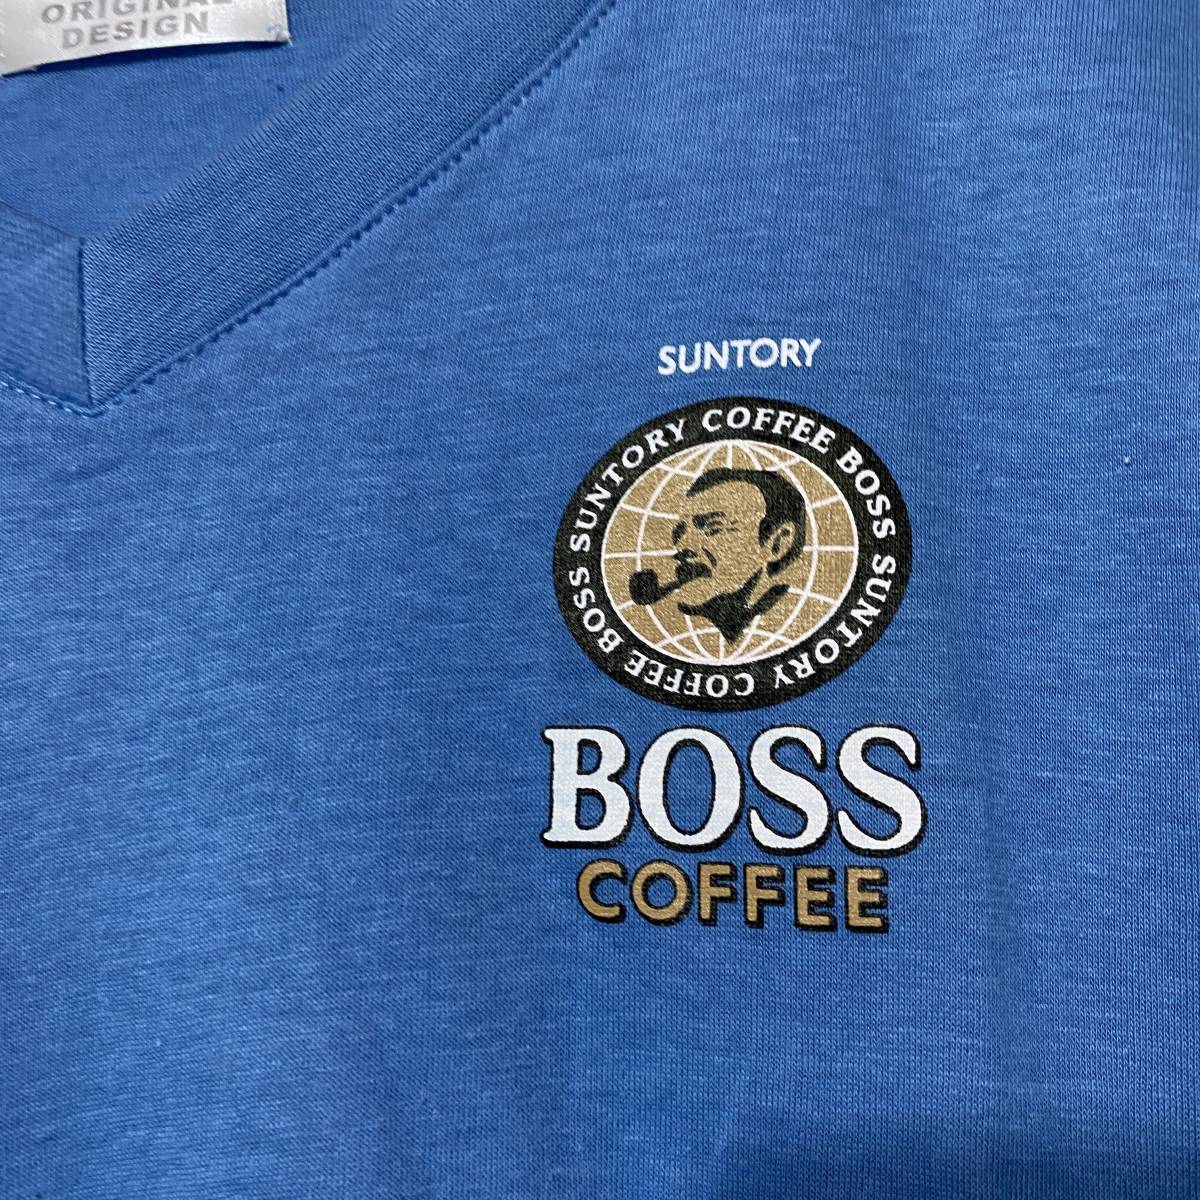 ORIGINAL
DESIGN
SUNTORY
SUNTORY COFFEE BOSS SUNTORY COFFEE BOSS
BOSS
COFFEE